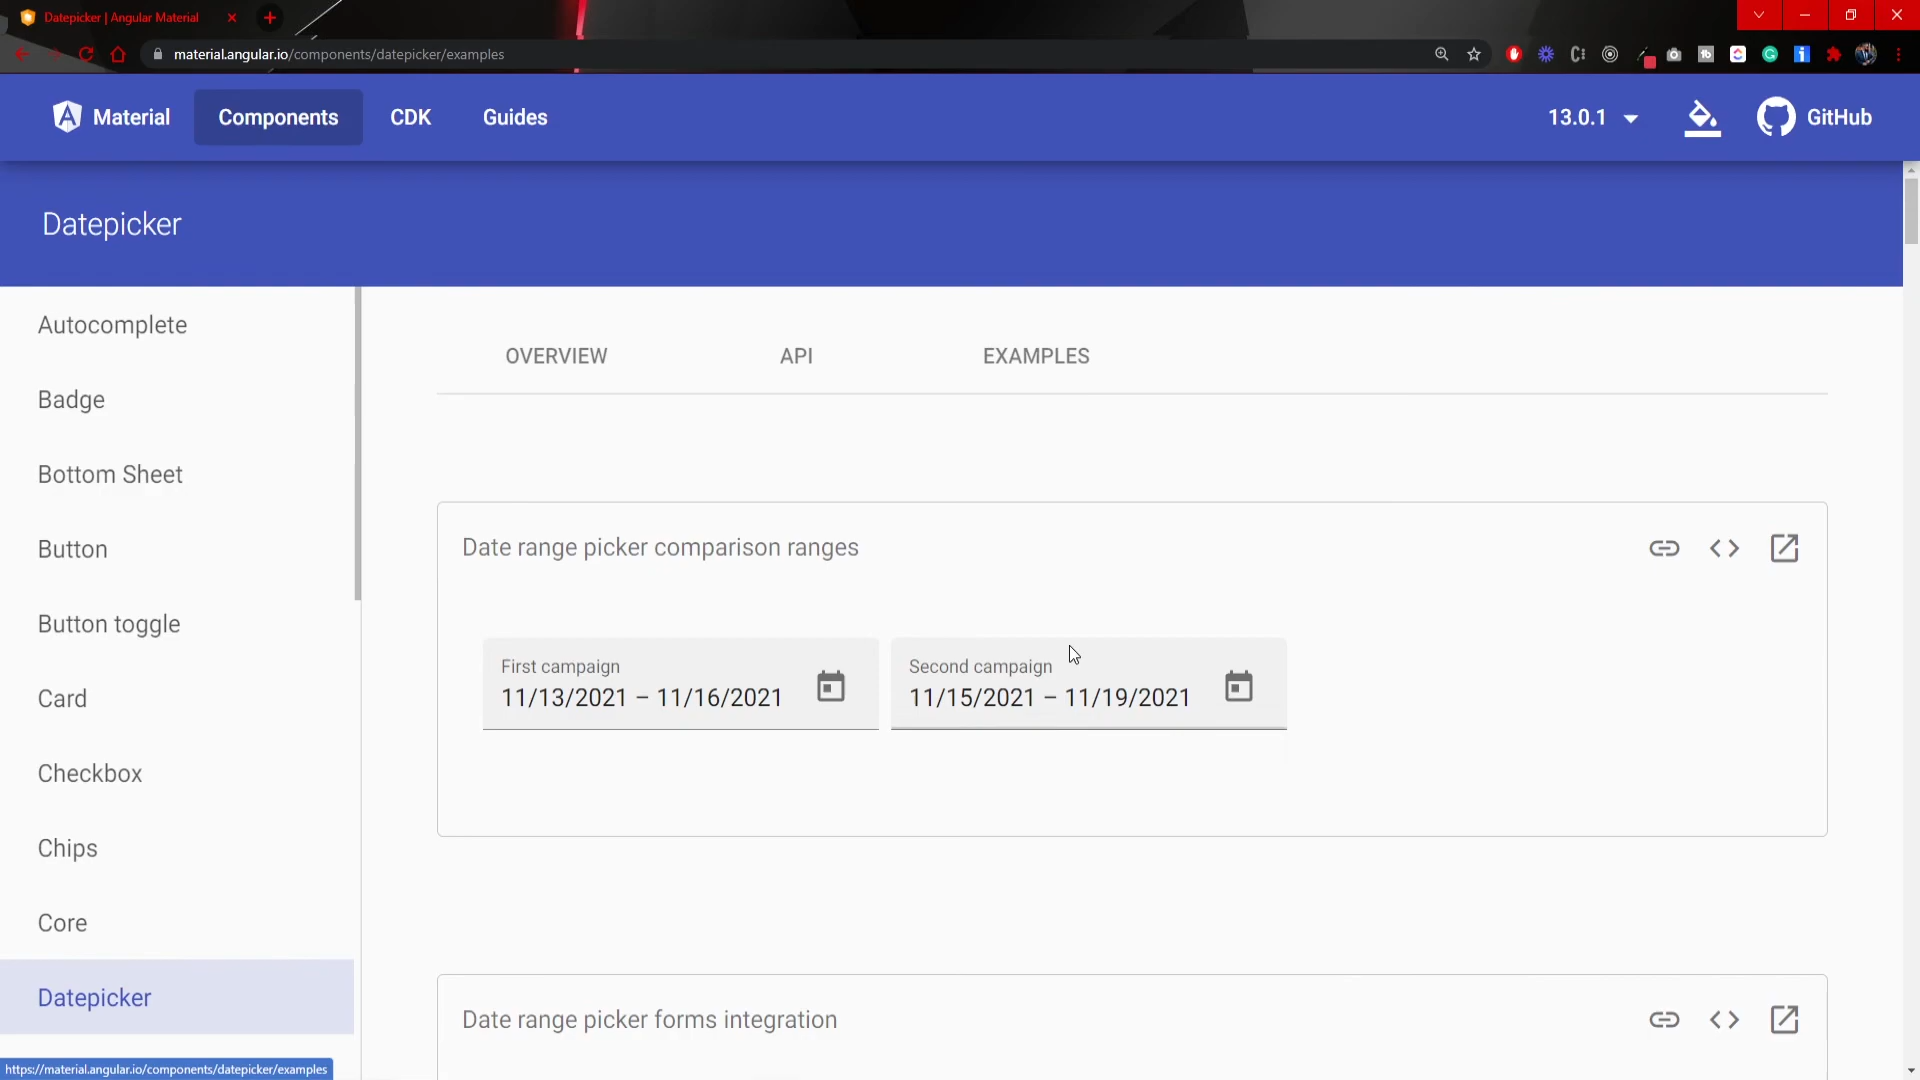 Datepicker | Angular Material
material.angular.io/components/datepicker/examples
Material
Components
CDK
Guides
13.0.1
GitHub
Datepicker
Autocomplete
Badge
Bottom Sheet
Button
Button toggle
Card
Checkbox
Chips
Core
Datepicker
OVERVIEW
API
EXAMPLES
Date range picker comparison ranges
First campaign
11/13/2021 – 11/16/2021
Second campaign
11/15/2021 – 11/19/2021
Date range picker forms integration
https://material.angular.io/components/datepicker/examples